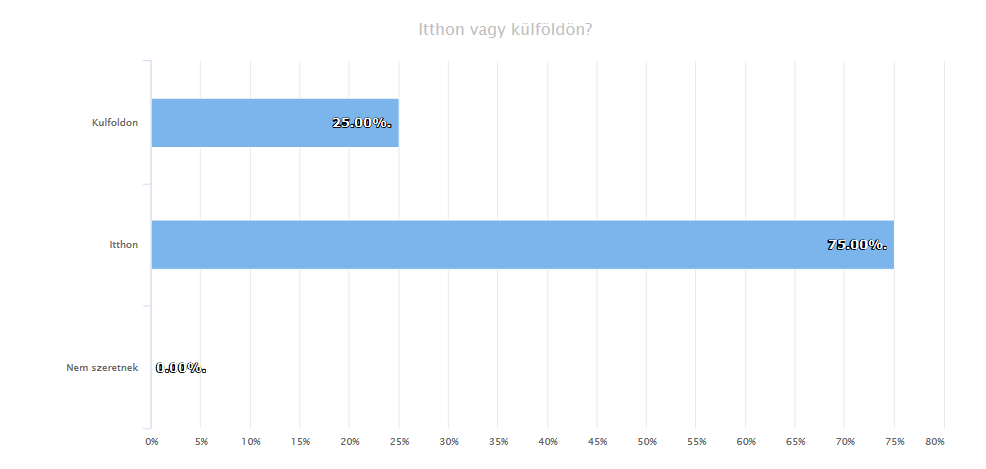 Itthon vagy külföldön?
Kulfoldon
25.00%.
Itthon
75.00%.
Nem szeretnek
0.00%.
0% 5% 10% 15% 20% 25% 30% 35% 40% 45% 50% 55% 60% 65% 70% 75% 80%